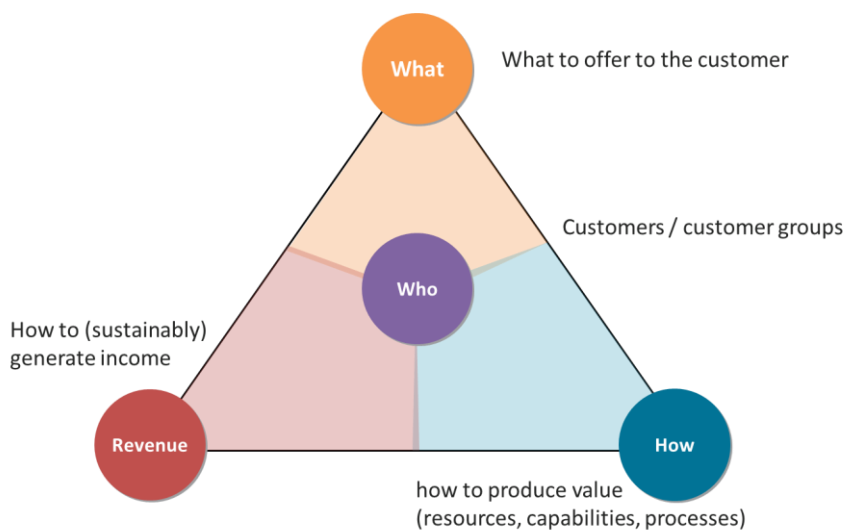 What
What to offer to the customer
Customers / customer groups
Who
How to (sustainably)
generate income
Revenue
How
how to produce value
(resources, capabilities, processes)